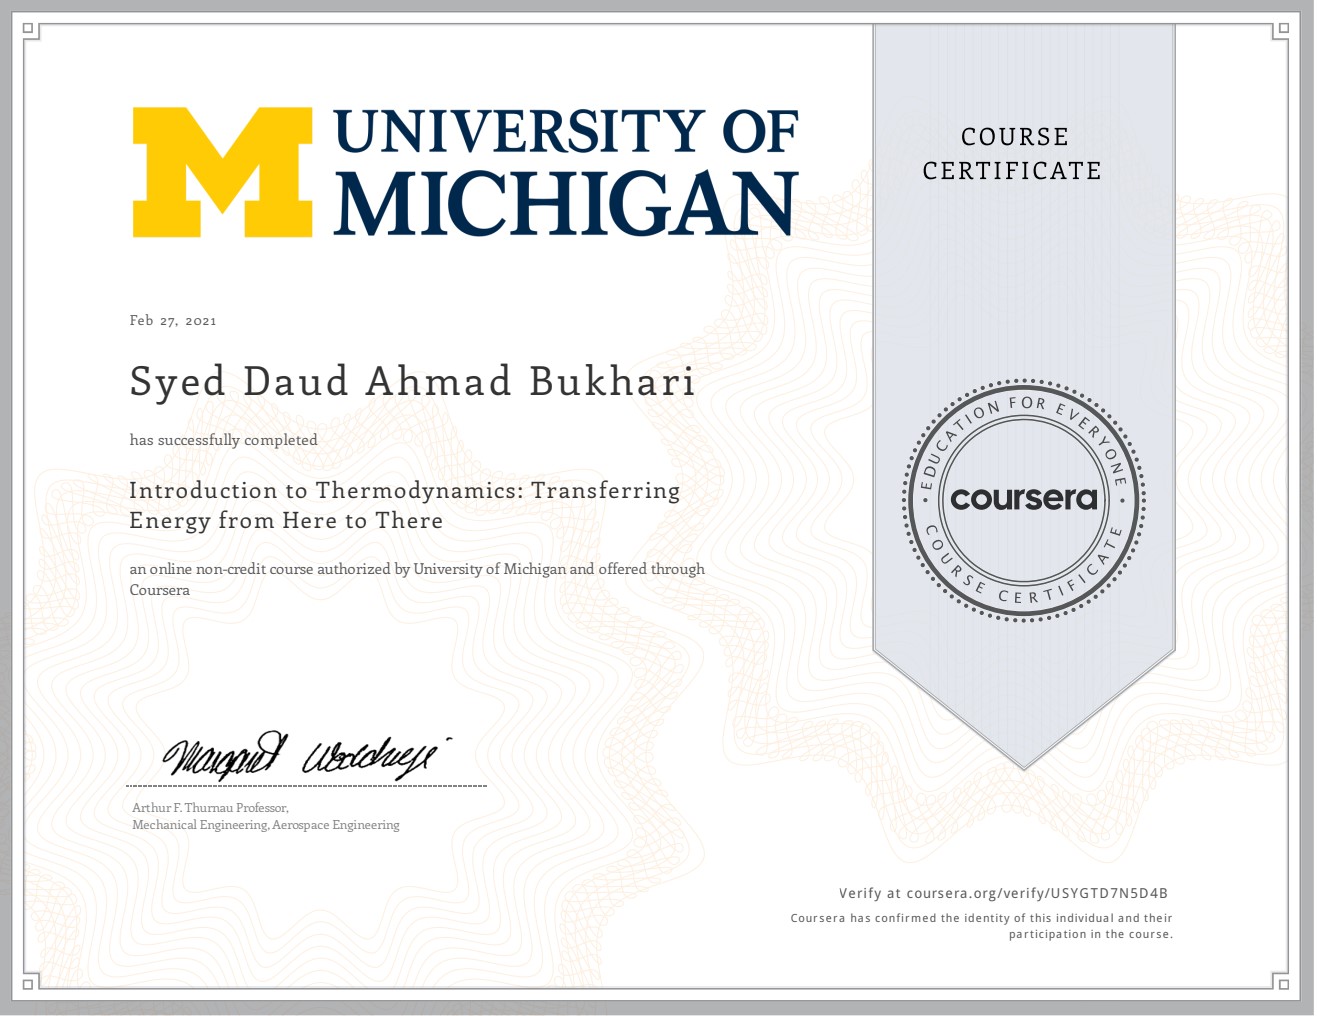 UNIVERSITY OF
MICHIGAN
COURSE
CERTIFICATE
Feb 27, 2021
Syed Daud Ahmad Bukhari
has successfully completed
Introduction to Thermodynamics: Transferring
Energy from Here to There
an online non-credit course authorized by University of Michigan and offered through
Coursera
EDUCATION FOR EVERYONE
coursera
COURSE CERTIFICATE
Margaret Wooldridge
Arthur F. Thurnau Professor,
Mechanical Engineering, Aerospace Engineering
Verify at coursera.org/verify/USYGTD7N5D4B
Coursera has confirmed the identity of this individual and their
participation in the course.